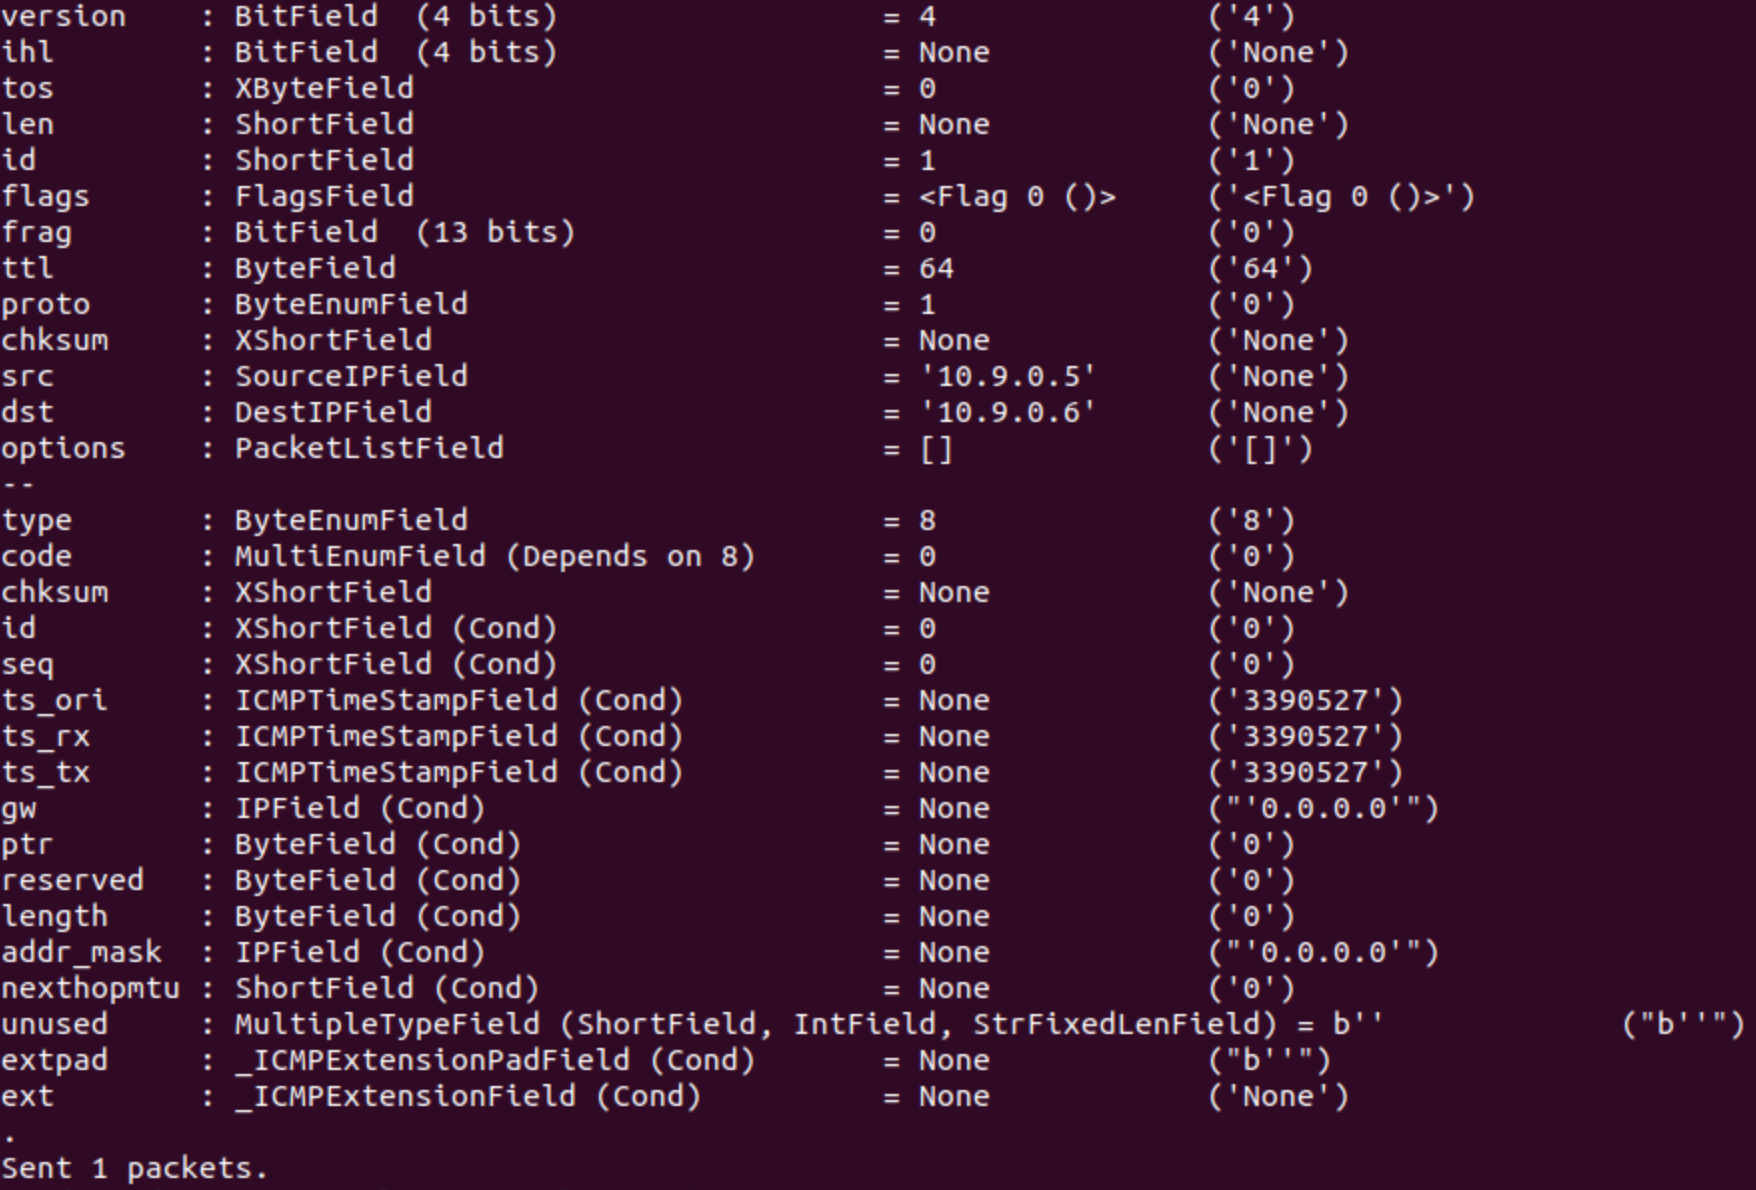 version    : BitField  (4 bits)                  = 4               ('4')
ihl        : BitField  (4 bits)                  = None            ('None')
tos        : XByteField                          = 0               ('0')
len        : ShortField                          = None            ('None')
id         : ShortField                          = 1               ('1')
flags      : FlagsField                          = <Flag 0 ()>     ('<Flag 0 ()>')
frag       : BitField  (13 bits)                 = 0               ('0')
ttl        : ByteField                           = 64              ('64')
proto      : ByteEnumField                       = 1               ('0')
chksum     : XShortField                         = None            ('None')
src        : SourceIPField                       = '10.9.0.5'      ('None')
dst        : DestIPField                         = '10.9.0.6'      ('None')
options    : PacketListField                     = []              ('[]')
--
type       : ByteEnumField                       = 8               ('8')
code       : MultiEnumField (Depends on 8)       = 0               ('0')
chksum     : XShortField                         = None            ('None')
id         : XShortField (Cond)                  = 0               ('0')
seq        : XShortField (Cond)                  = 0               ('0')
ts_ori     : ICMPTimeStampField (Cond)           = None            ('3390527')
ts_rx      : ICMPTimeStampField (Cond)           = None            ('3390527')
ts_tx      : ICMPTimeStampField (Cond)           = None            ('3390527')
gw         : IPField (Cond)                      = None            ("'0.0.0.0'")
ptr        : ByteField (Cond)                    = None            ('0')
reserved   : ByteField (Cond)                    = None            ('0')
length     : ByteField (Cond)                    = None            ('0')
addr_mask  : IPField (Cond)                      = None            ("'0.0.0.0'")
nexthopmtu : ShortField (Cond)                   = None            ('0')
unused     : MultipleTypeField (ShortField, IntField, StrFixedLenField) = b''             ("b''")
extpad     : _ICMPExtensionPadField (Cond)       = None            ("b''")
ext        : _ICMPExtensionField (Cond)          = None            ('None')
.
Sent 1 packets.